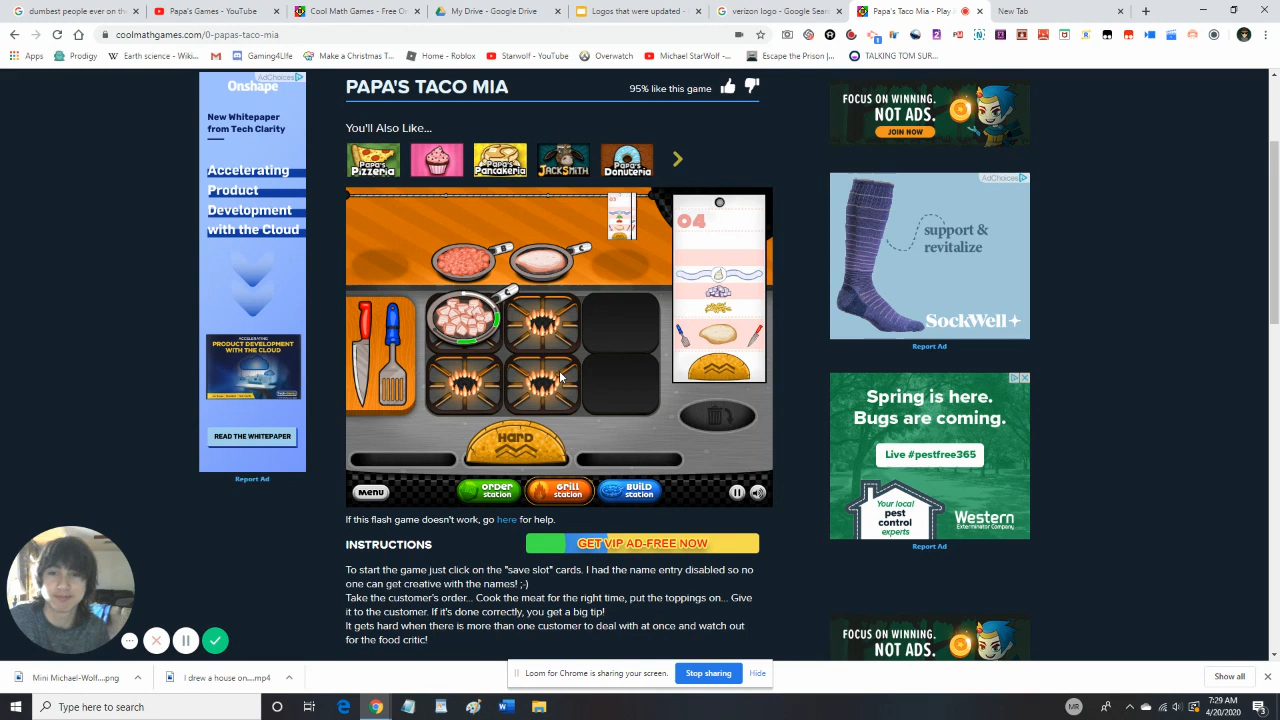 dumbest people ever on the
Papa's Games - Google Se
Cool Math Games - Free C
My Drive - Google Drive
Logos that were updated -
verizon logo - Google Sear
Papa's Taco Mia - Play
New Tab
coolmathgames.com/0-papas-taco-mia
Apps
Prodigy
Earth science - Wiki...
Gaming4Life
Make a Christmas T...
Home - Roblox
Starwolf - YouTube
Overwatch
Michael StarWolf - ...
Escape the Prison -...
TALKING TOM SUR...
AdChoices
Onshape
New Whitepaper
from Tech Clarity
Accelerating
Product
Development
with the Cloud
ACCELERATING
PRODUCT DEVELOPMENT
WITH THE CLOUD
READ THE WHITEPAPER
Report Ad
PAPA'S TACO MIA
95% like this game
You'll Also Like...
Papa's
Pizzeria
Papa's
Pancakeria
JACKSMITH
Papa's
Donuteria
04
B
C
C
HARD
menu
ORDER
station
Grill
station
BUilD
station
If this flash game doesn't work, go here for help.
INSTRUCTIONS
GET VIP AD-FREE NOW
To start the game just click on the "save slot" cards. I had the name entry disabled so no
one can get creative with the names! ;-)
Take the customer's order... Cook the meat for the right time, put the toppings on... Give
it to the customer. If it's done correctly, you get a big tip!
It gets hard when there is more than one customer to deal with at once and watch out
for the food critic!
FOCUS ON WINNING.
NOT ADS.
JOIN NOW
AdChoices
support &
revitalize
SOCKWELL
Report Ad
Spring is here.
Bugs are coming.
Live #pestfree365
Your local
pest
control
experts
Western
Exterminator Company
Report Ad
FOCUS ON WINNING.
NOT ADS.
Mini Michael-Wolf....png
I drew a house on....mp4
Loom for Chrome is sharing your screen.
Stop sharing
Hide
Show all
Type here to search
MR
7:29 AM
4/20/2020